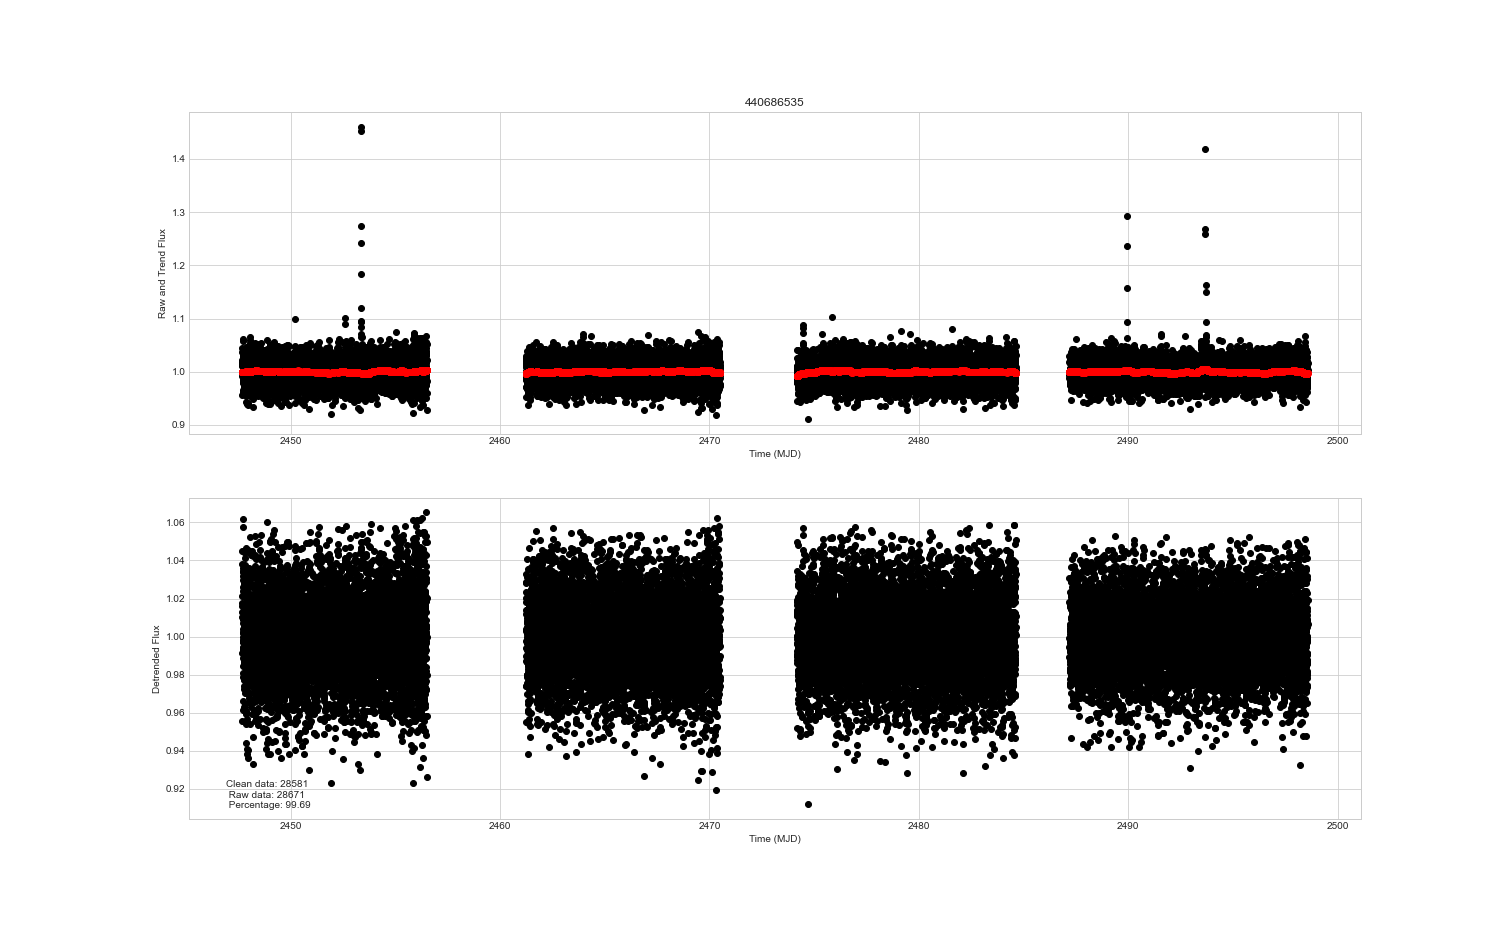 440686535
Raw and Trend Flux
1.4
1.3
1.2
1.1
1.0
0.9
2450 2460 2470 2480 2490 2500
Time (MJD)
Detrended Flux
1.06
1.04
1.02
1.00
0.98
0.96
0.94
0.92
Clean data: 28581
Raw data: 28671
Percentage: 99.69
2450 2460 2470 2480 2490 2500
Time (MJD)